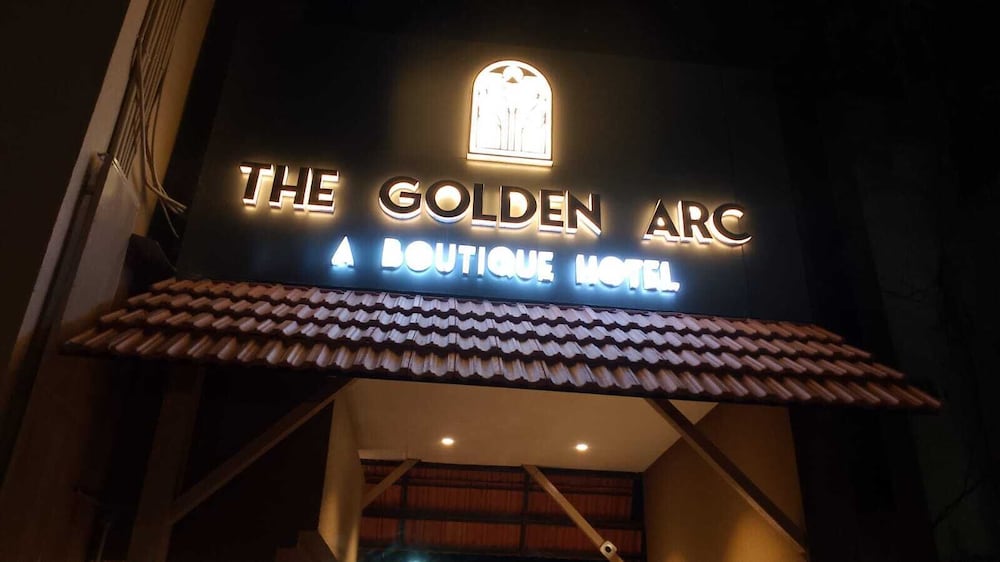 THE GOLDEN ARC
A BOUTIQUE HOTEL